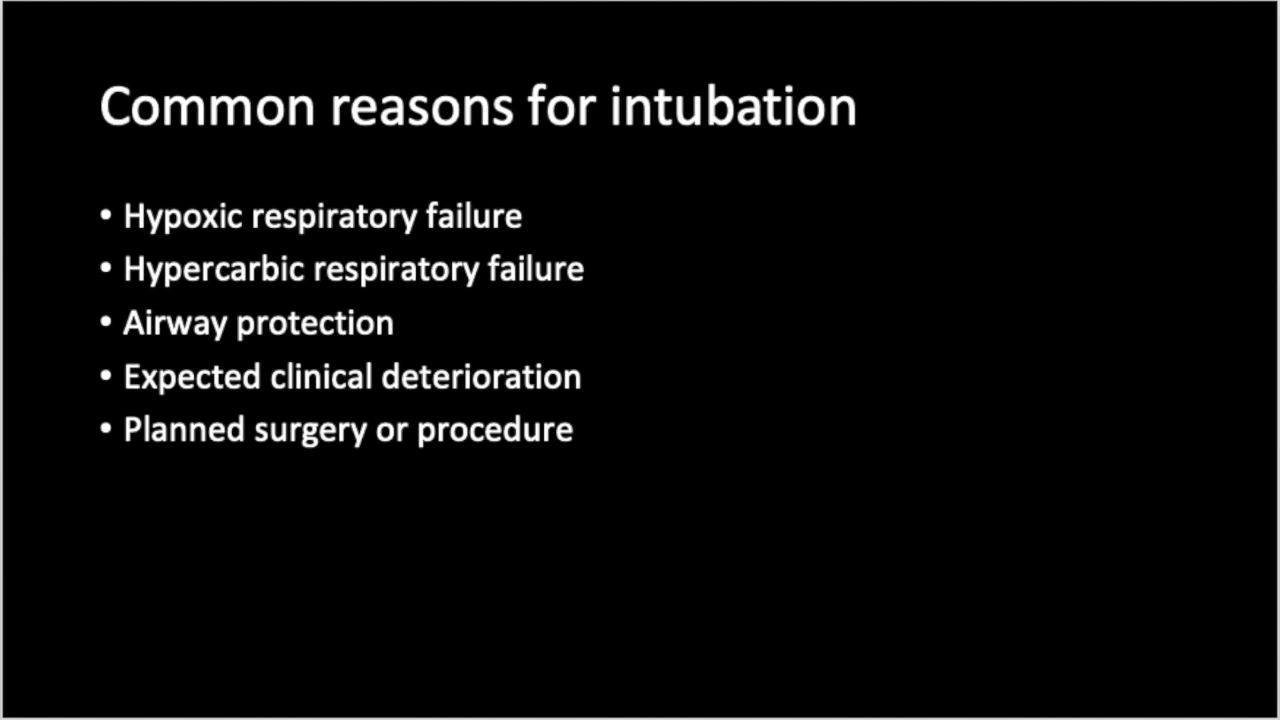 Common reasons for intubation
• Hypoxic respiratory failure
• Hypercarbic respiratory failure
• Airway protection
• Expected clinical deterioration
• Planned surgery or procedure